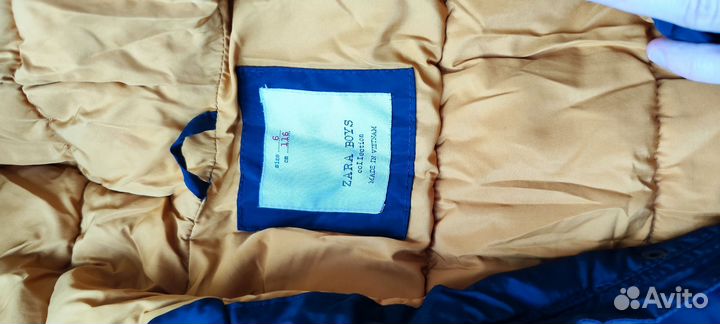 size 6
cm 116
ZARA BOYS
collection
MADE IN VIETNAM
Avito